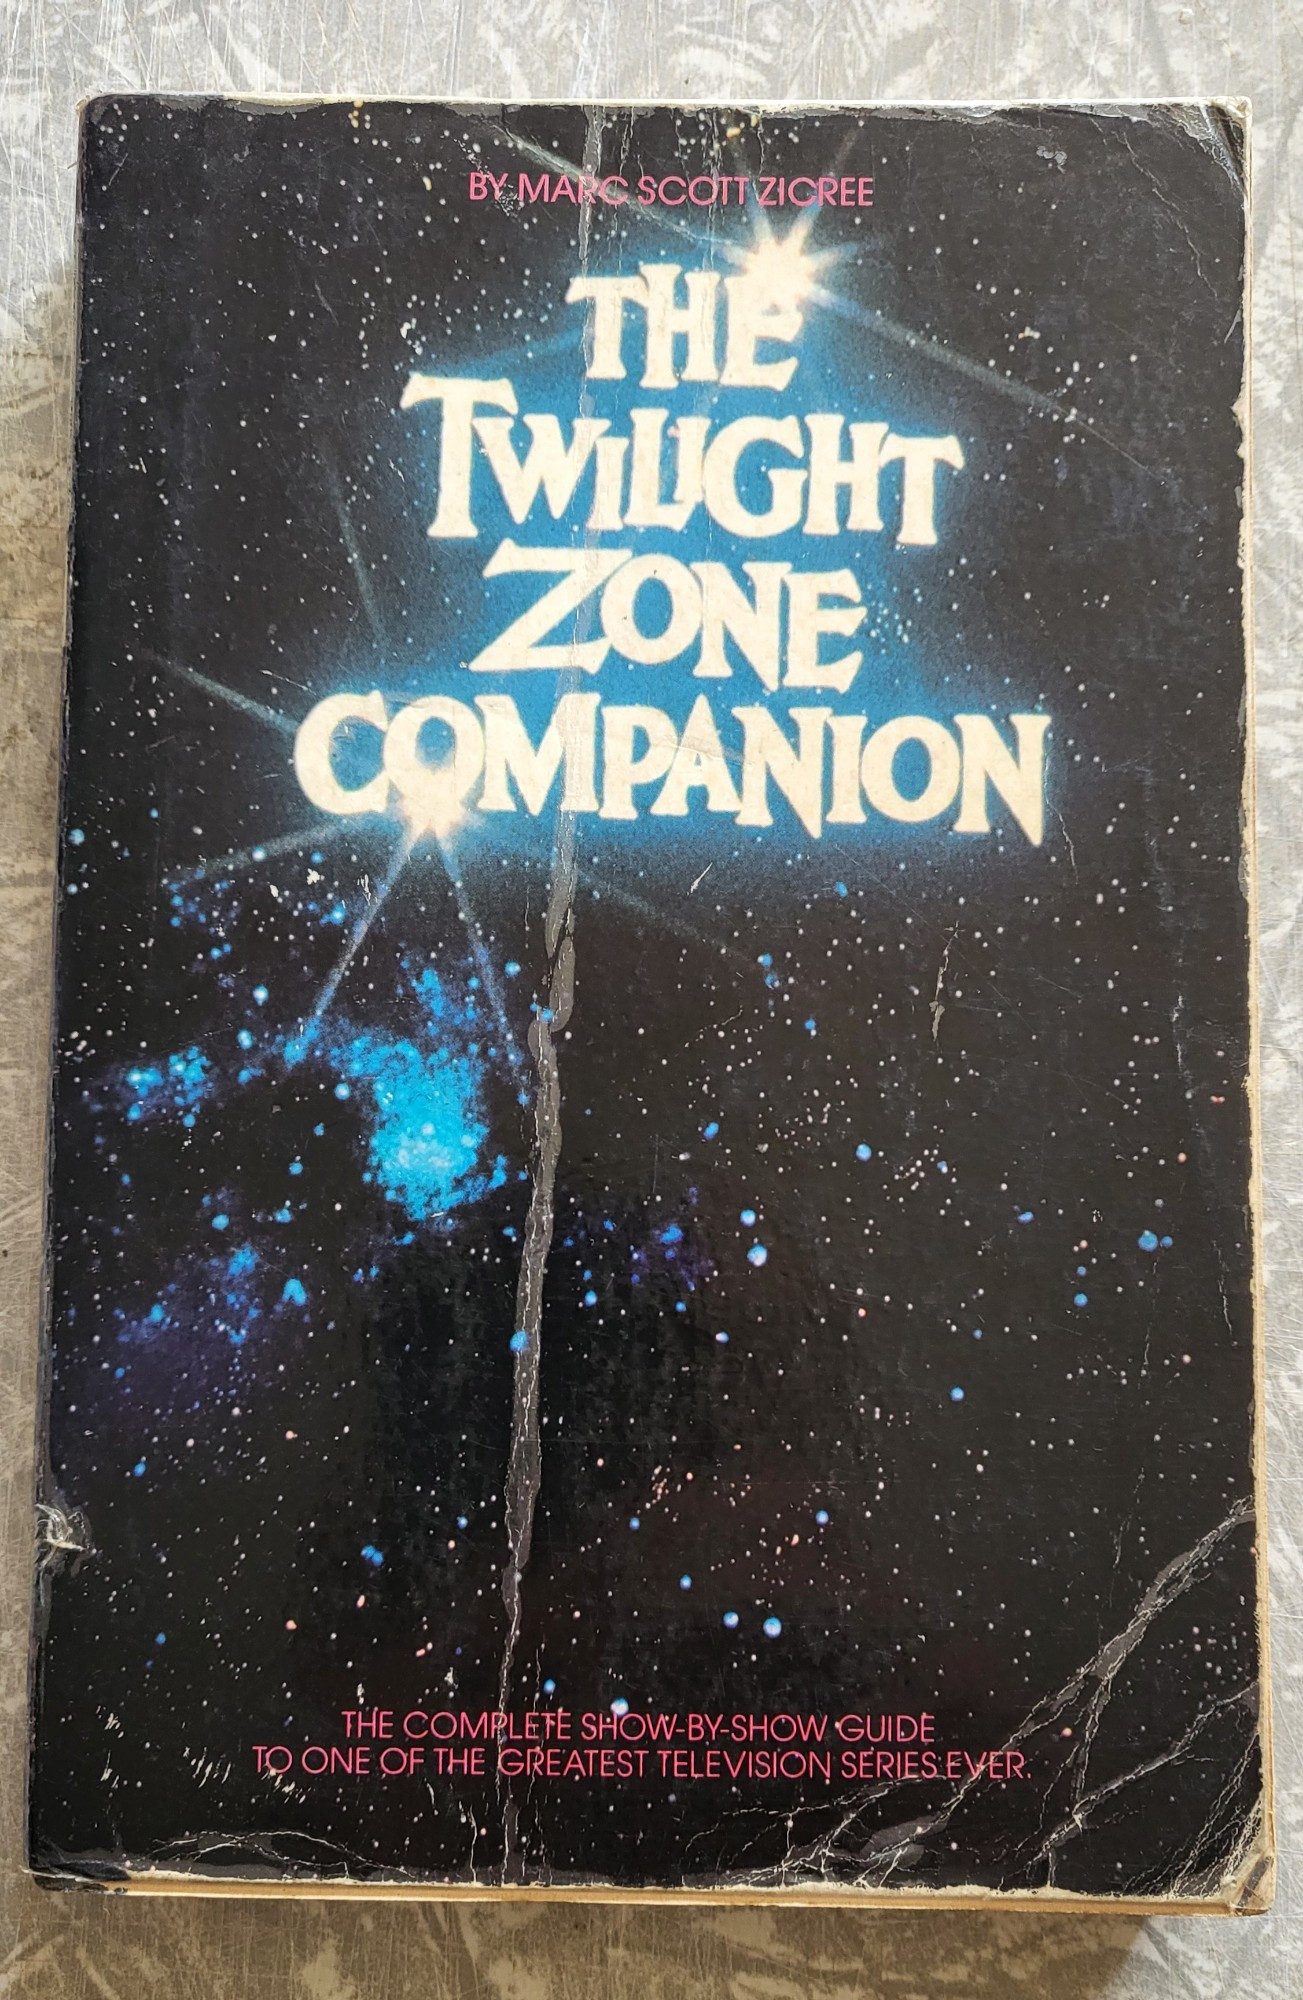 BY MARC SCOTT ZICREE
THE
TWILIGHT
ZONE
COMPANION
THE COMPLETE SHOW-BY-SHOW GUIDE
TO ONE OF THE GREATEST TELEVISION SERIES EVER.